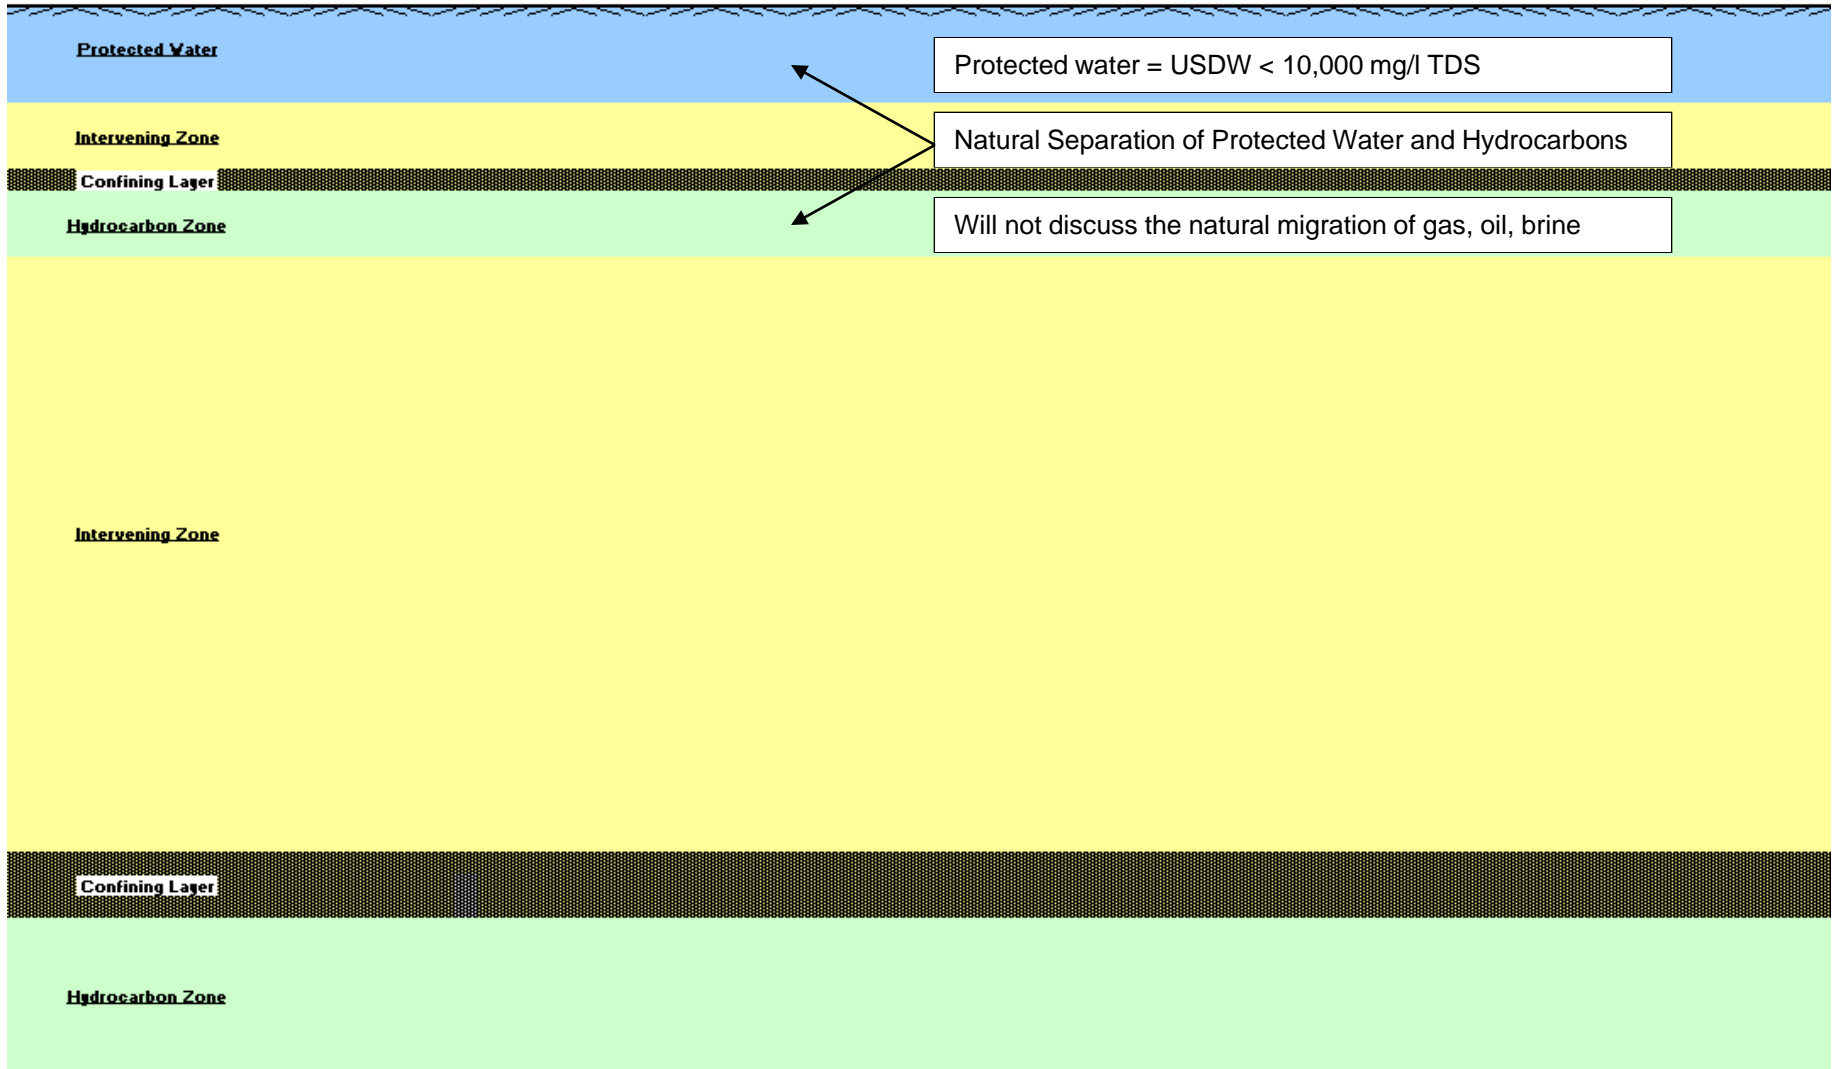 Protected Water
Protected water = USDW < 10,000 mg/l TDS
Intervening Zone
Natural Separation of Protected Water and Hydrocarbons
Confining Layer
Hydrocarbon Zone
Will not discuss the natural migration of gas, oil, brine
Intervening Zone
Confining Layer
Hydrocarbon Zone